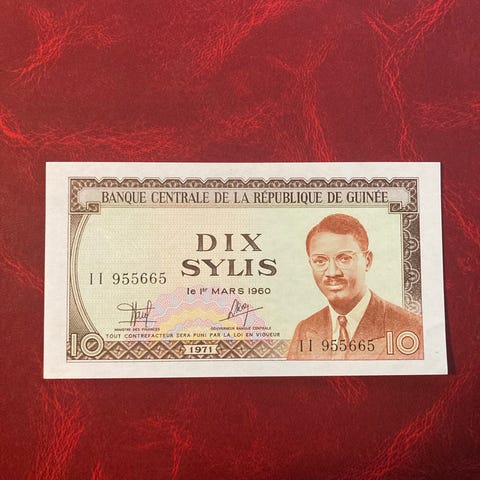 BANQUE CENTRALE DE LA RÉPUBLIQUE DE GUINÉE
DIX
SYLIS
le 1er MARS 1960
II 955665
MINISTRE DES FINANCES
GOUVERNEUR BANQUE CENTRALE
TOUT CONTREFACTEUR SERA PUNI PAR LA LOI EN VIGUEUR
10
1971
II 955665
10